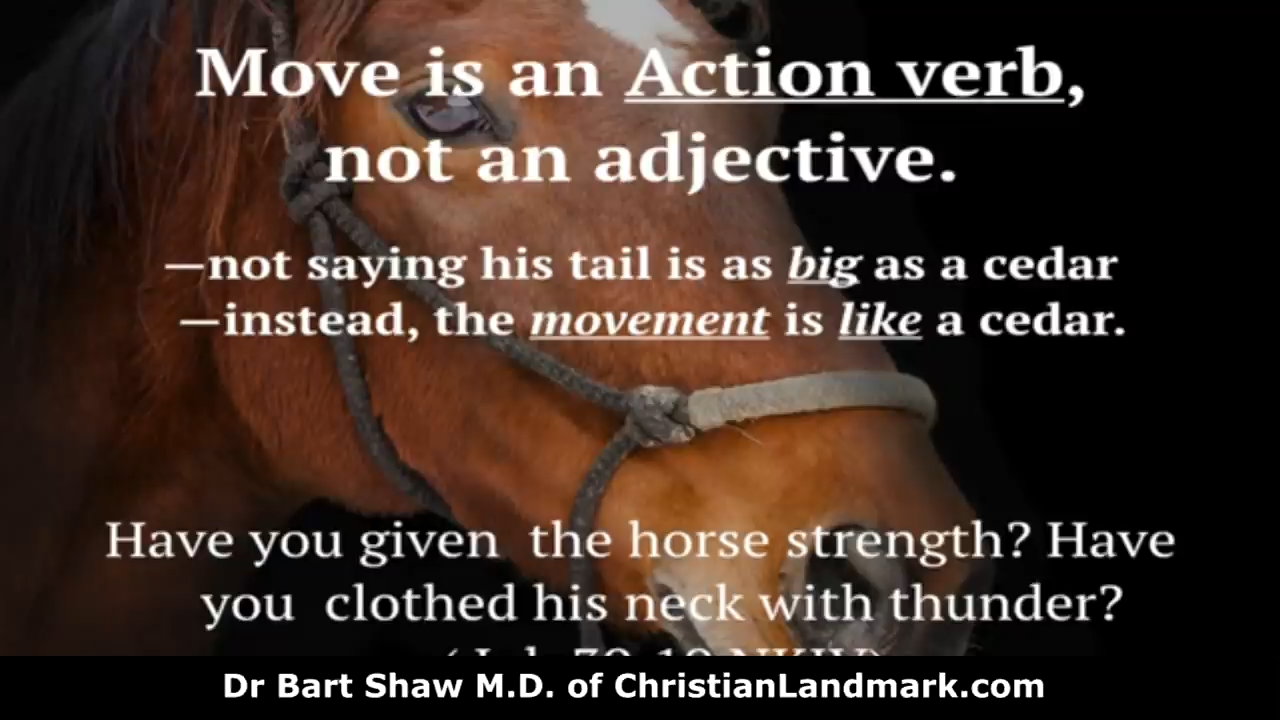 Move is an Action verb,
not an adjective.
—not saying his tail is as big as a cedar
—instead, the movement is like a cedar.
Have you given the horse strength? Have
you clothed his neck with thunder?
Dr Bart Shaw M.D. of ChristianLandmark.com